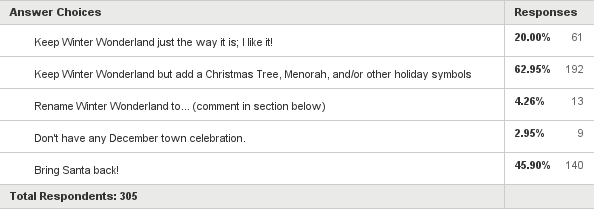 Answer Choices Responses
Keep Winter Wonderland just the way it is; I like it! 20.00% 61
Keep Winter Wonderland but add a Christmas Tree, Menorah, and/or other holiday symbols 62.95% 192
Rename Winter Wonderland to... (comment in section below) 4.26% 13
Don't have any December town celebration. 2.95% 9
Bring Santa back! 45.90% 140
Total Respondents: 305